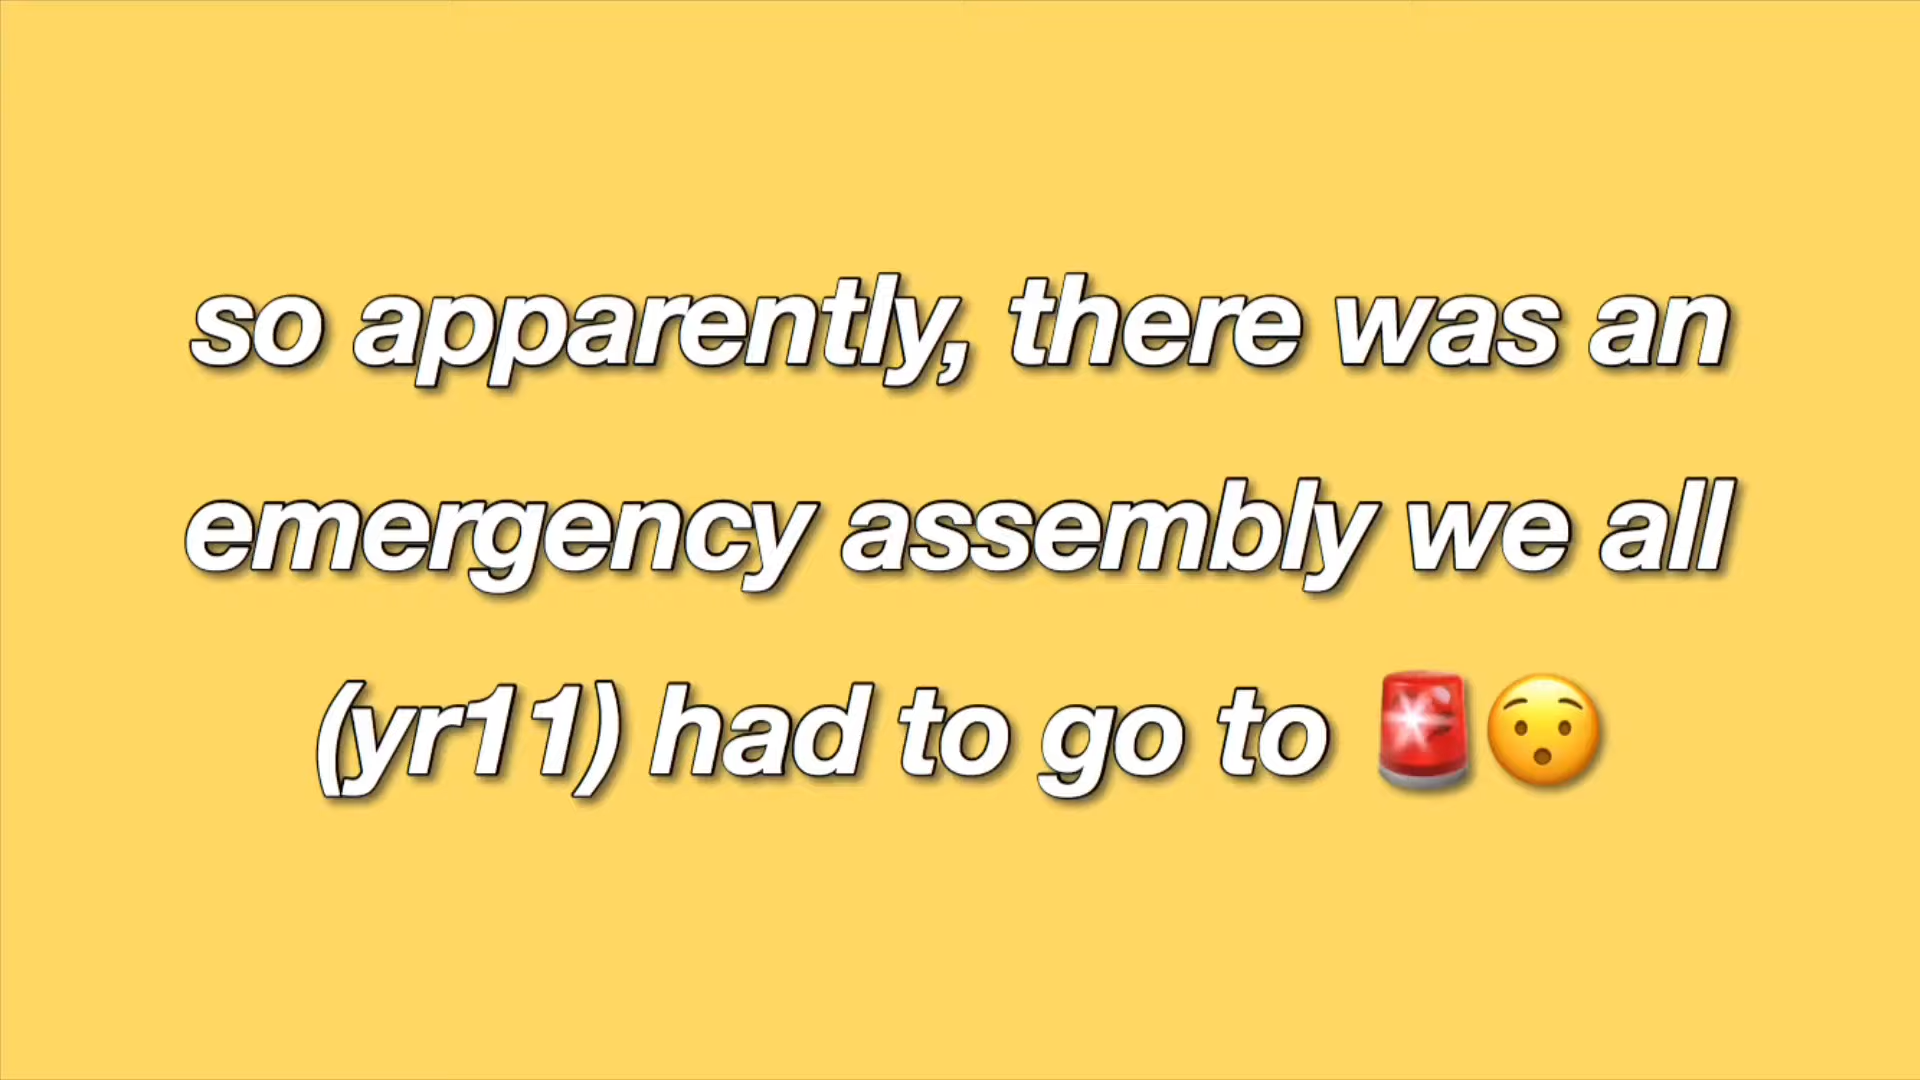 so apparently, there was an
emergency assembly we all
(yr11) had to go to 🚨😯